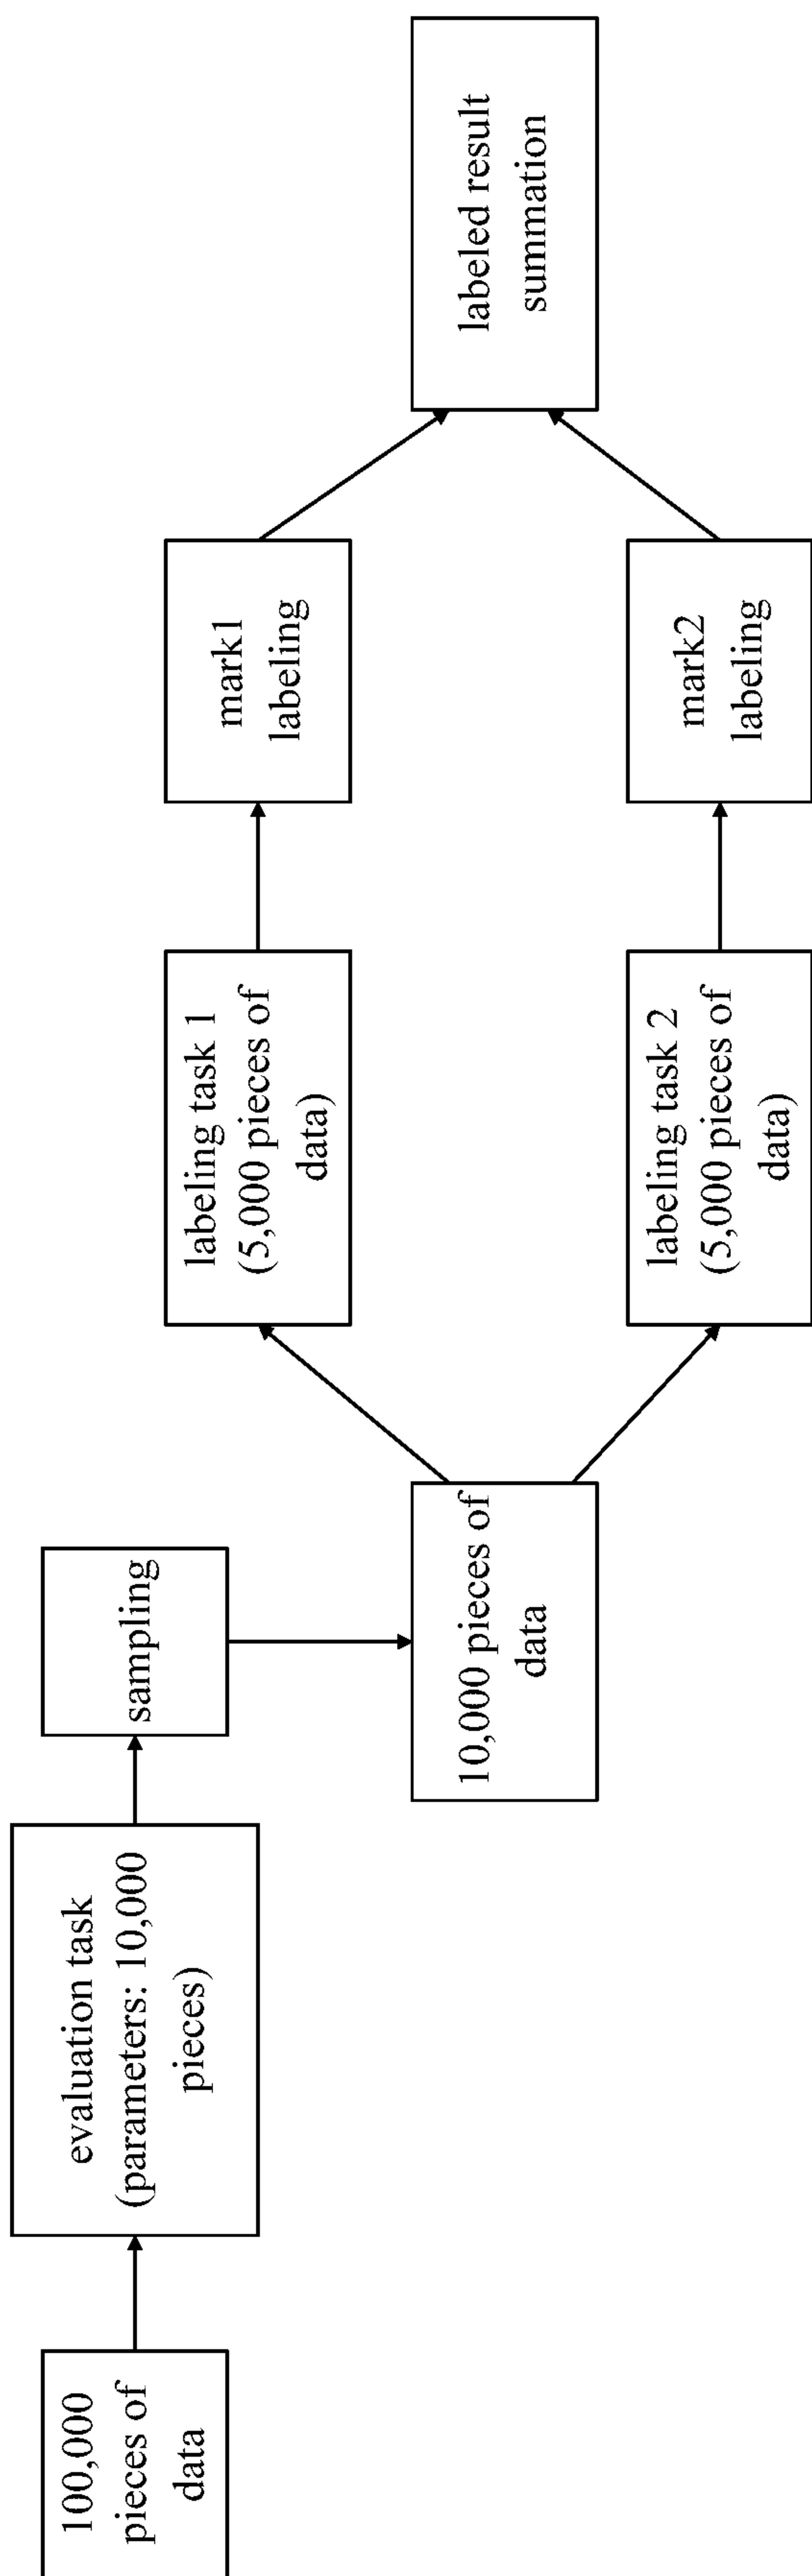 100,000
pieces of
data
evaluation task
(parameters: 10,000
pieces)
sampling
10,000 pieces of
data
labeling task 1
(5,000 pieces of
data)
mark1
labeling
labeling task 2
(5,000 pieces of
data)
mark2
labeling
labeled result
summation